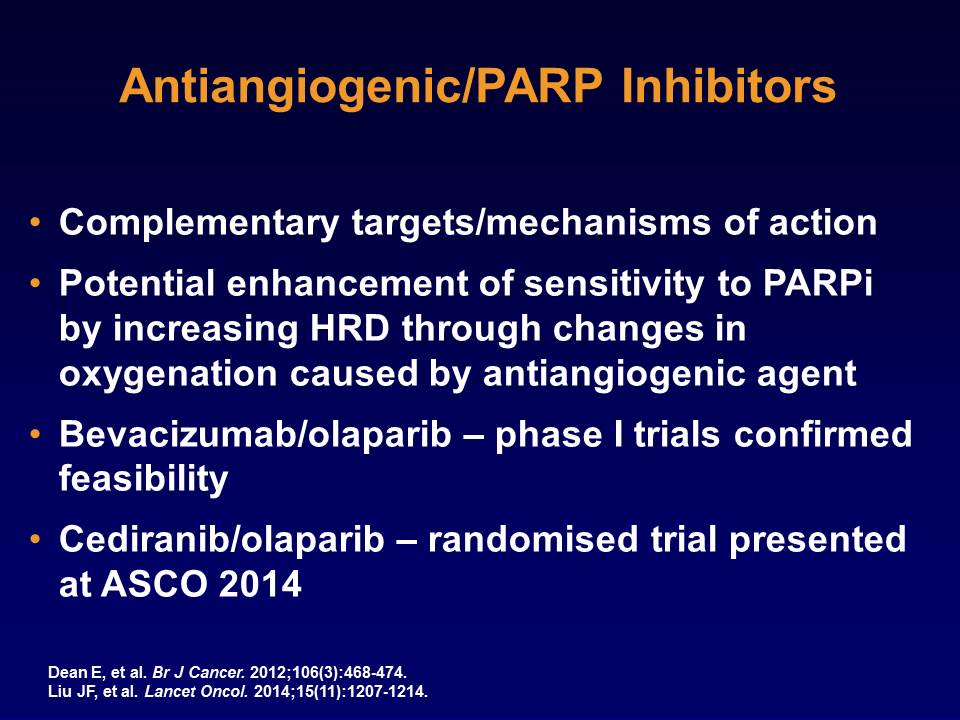 Antiangiogenic/PARP Inhibitors
• Complementary targets/mechanisms of action
• Potential enhancement of sensitivity to PARPi
by increasing HRD through changes in
oxygenation caused by antiangiogenic agent
• Bevacizumab/olaparib – phase I trials confirmed
feasibility
• Cediranib/olaparib – randomised trial presented
at ASCO 2014
Dean E, et al. Br J Cancer. 2012;106(3):468-474.
Liu JF, et al. Lancet Oncol. 2014;15(11):1207-1214.